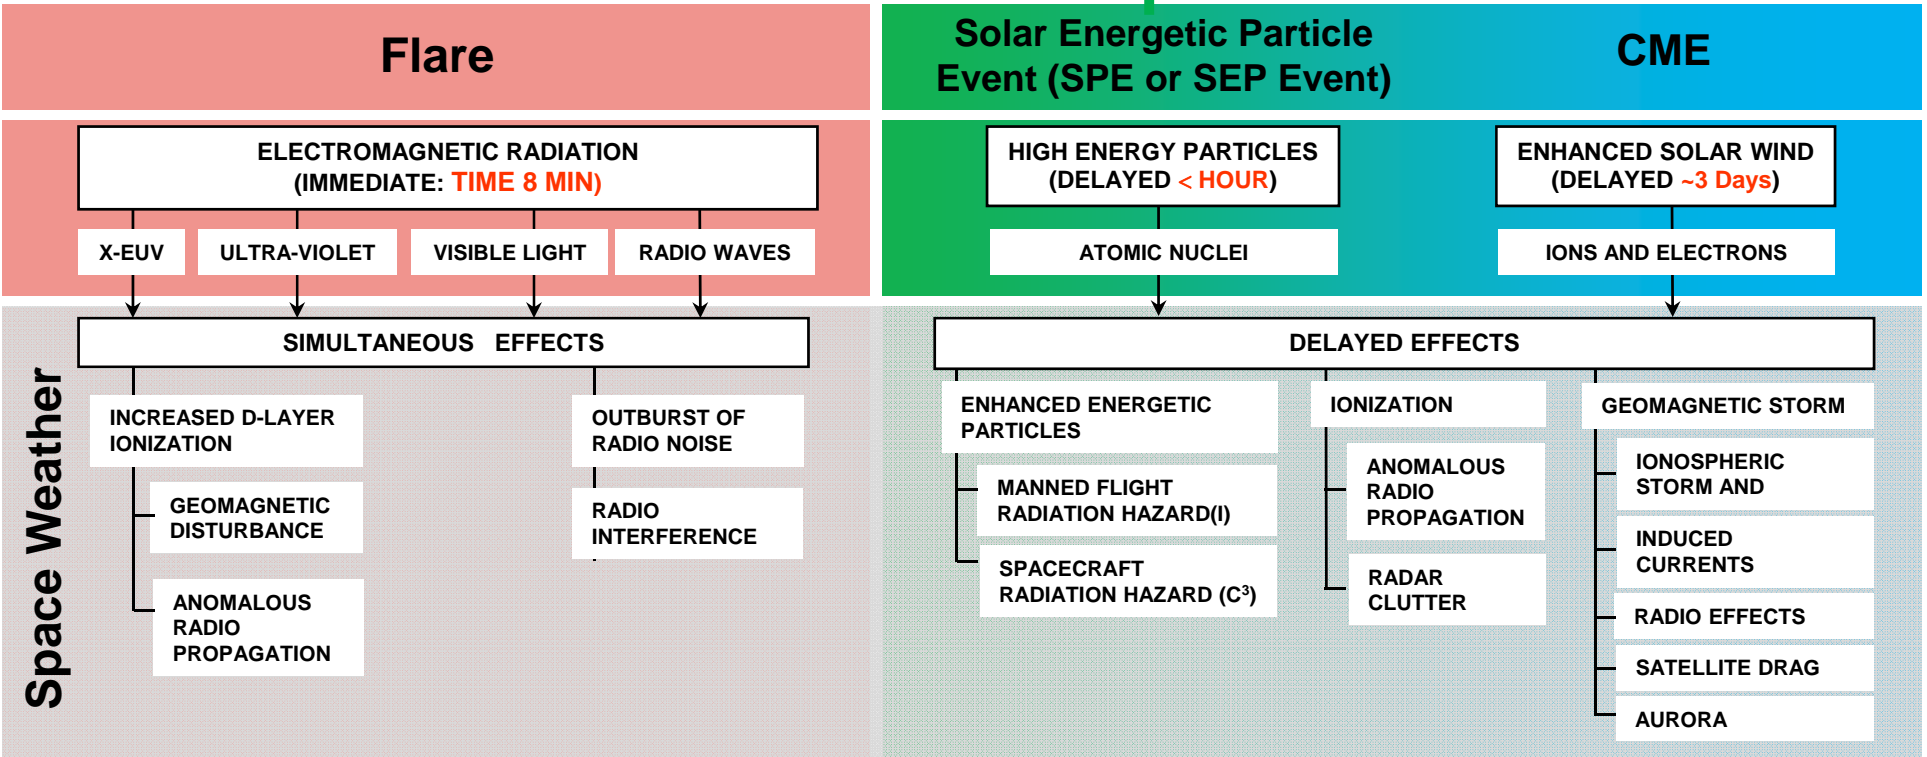 Flare
Solar Energetic Particle
Event (SPE or SEP Event)
CME
ELECTROMAGNETIC RADIATION
(IMMEDIATE: TIME 8 MIN)
HIGH ENERGY PARTICLES
(DELAYED < HOUR)
ENHANCED SOLAR WIND
(DELAYED ~3 Days)
X-EUV
ULTRA-VIOLET
VISIBLE LIGHT
RADIO WAVES
ATOMIC NUCLEI
IONS AND ELECTRONS
Space Weather
SIMULTANEOUS EFFECTS
INCREASED D-LAYER
IONIZATION
GEOMAGNETIC
DISTURBANCE
ANOMALOUS
RADIO
PROPAGATION
OUTBURST OF
RADIO NOISE
RADIO
INTERFERENCE
DELAYED EFFECTS
ENHANCED ENERGETIC
PARTICLES
MANNED FLIGHT
RADIATION HAZARD(I)
SPACECRAFT
RADIATION HAZARD (C³)
IONIZATION
ANOMALOUS
RADIO
PROPAGATION
RADAR
CLUTTER
GEOMAGNETIC STORM
IONOSPHERIC
STORM AND
INDUCED
CURRENTS
RADIO EFFECTS
SATELLITE DRAG
AURORA